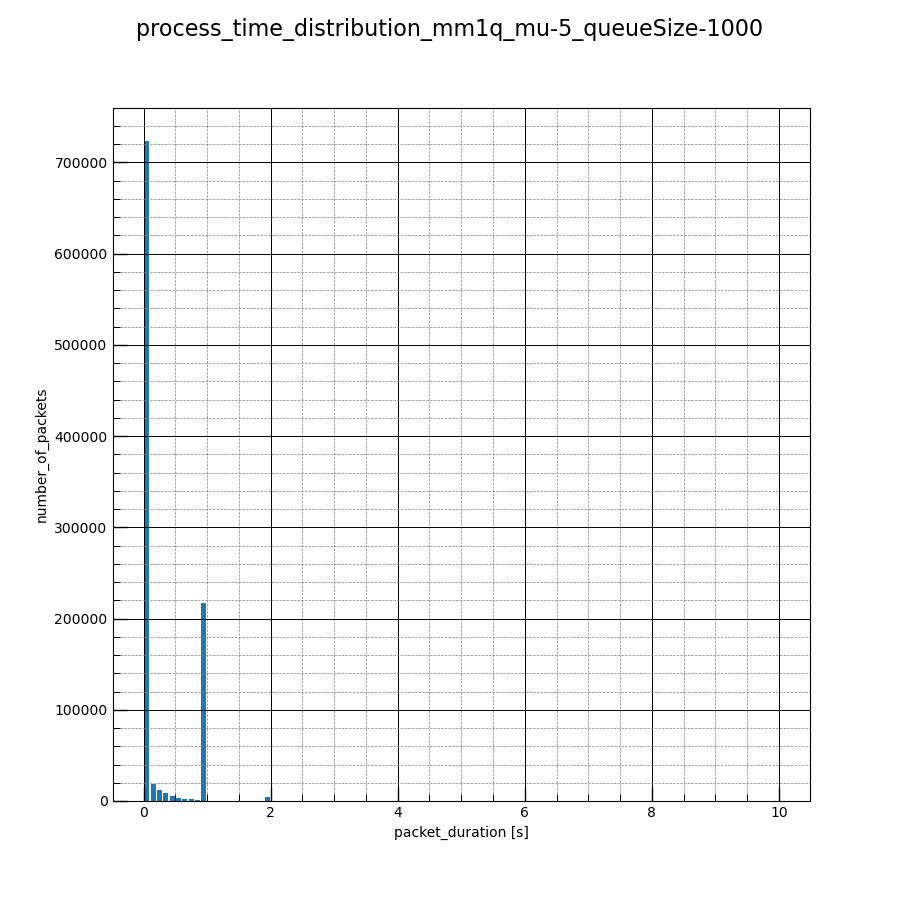 process_time_distribution_mm1q_mu-5_queueSize-1000
700000
600000
500000
400000
300000
200000
100000
0
number_of_packets
0 2 4 6 8 10
packet_duration [s]